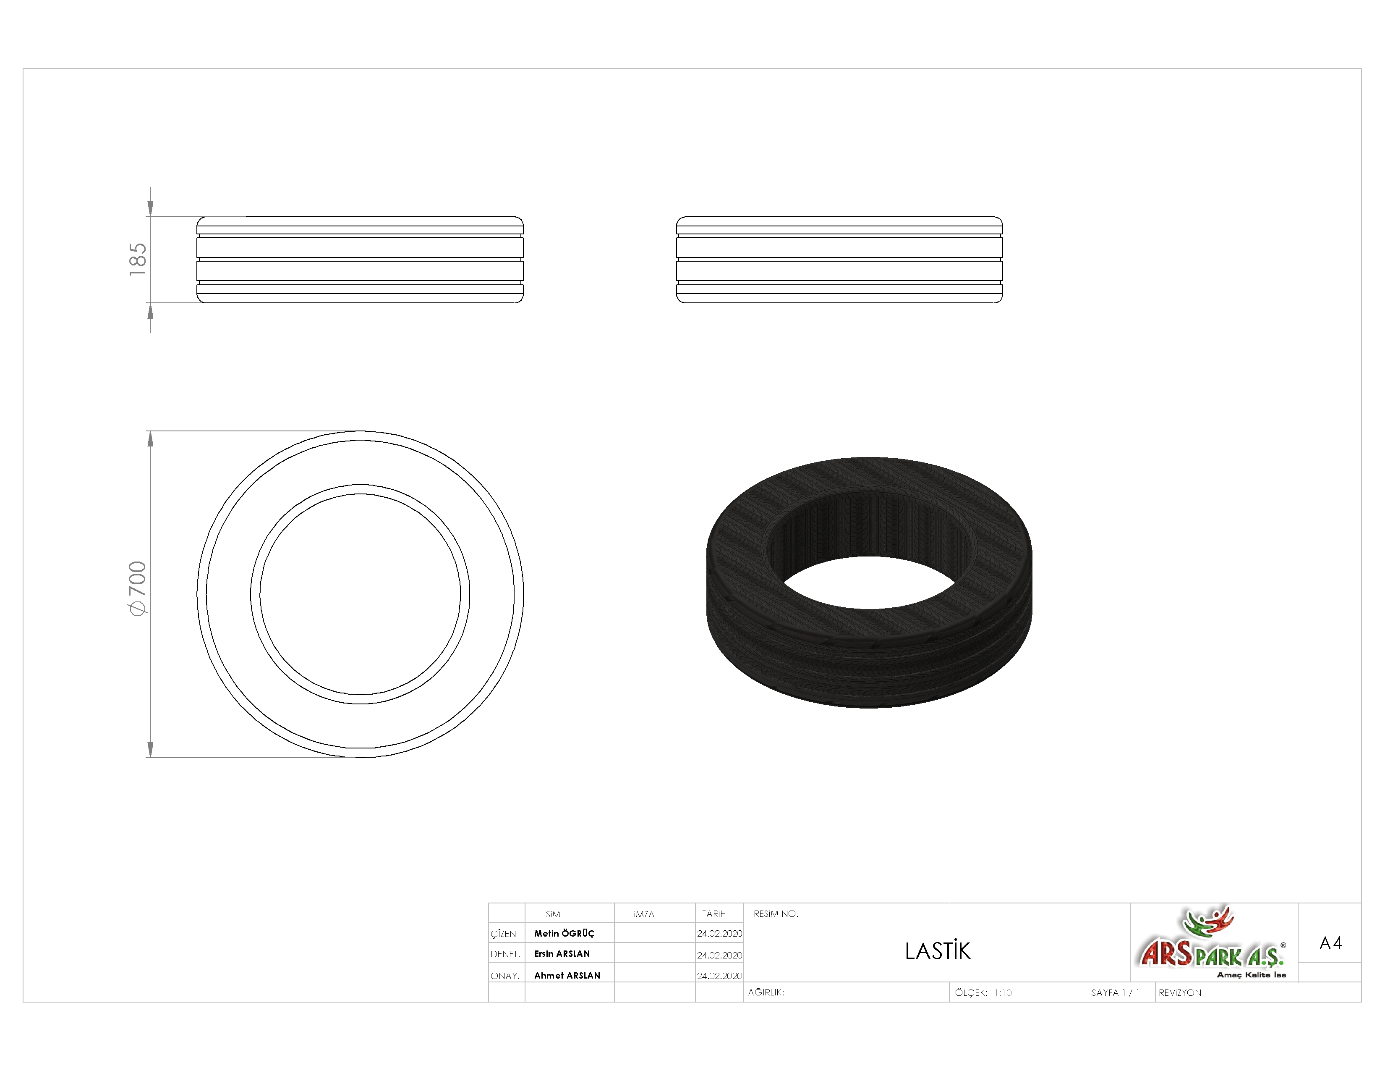 185
⌀700
İSİM
İMZA
TARİH
RESİM NO.
ÇİZEN
Metin ÖGRÜÇ
24.02.2020
DENET.
Ersin ARSLAN
24.02.2020
LASTİK
ARSPARK A.Ş.®
A4
ONAY.
Ahmet ARSLAN
24.02.2020
Amaç Kalite İse
AĞIRLIK:
ÖLÇEK: 1:10
SAYFA 1 / 1
REVİZYON